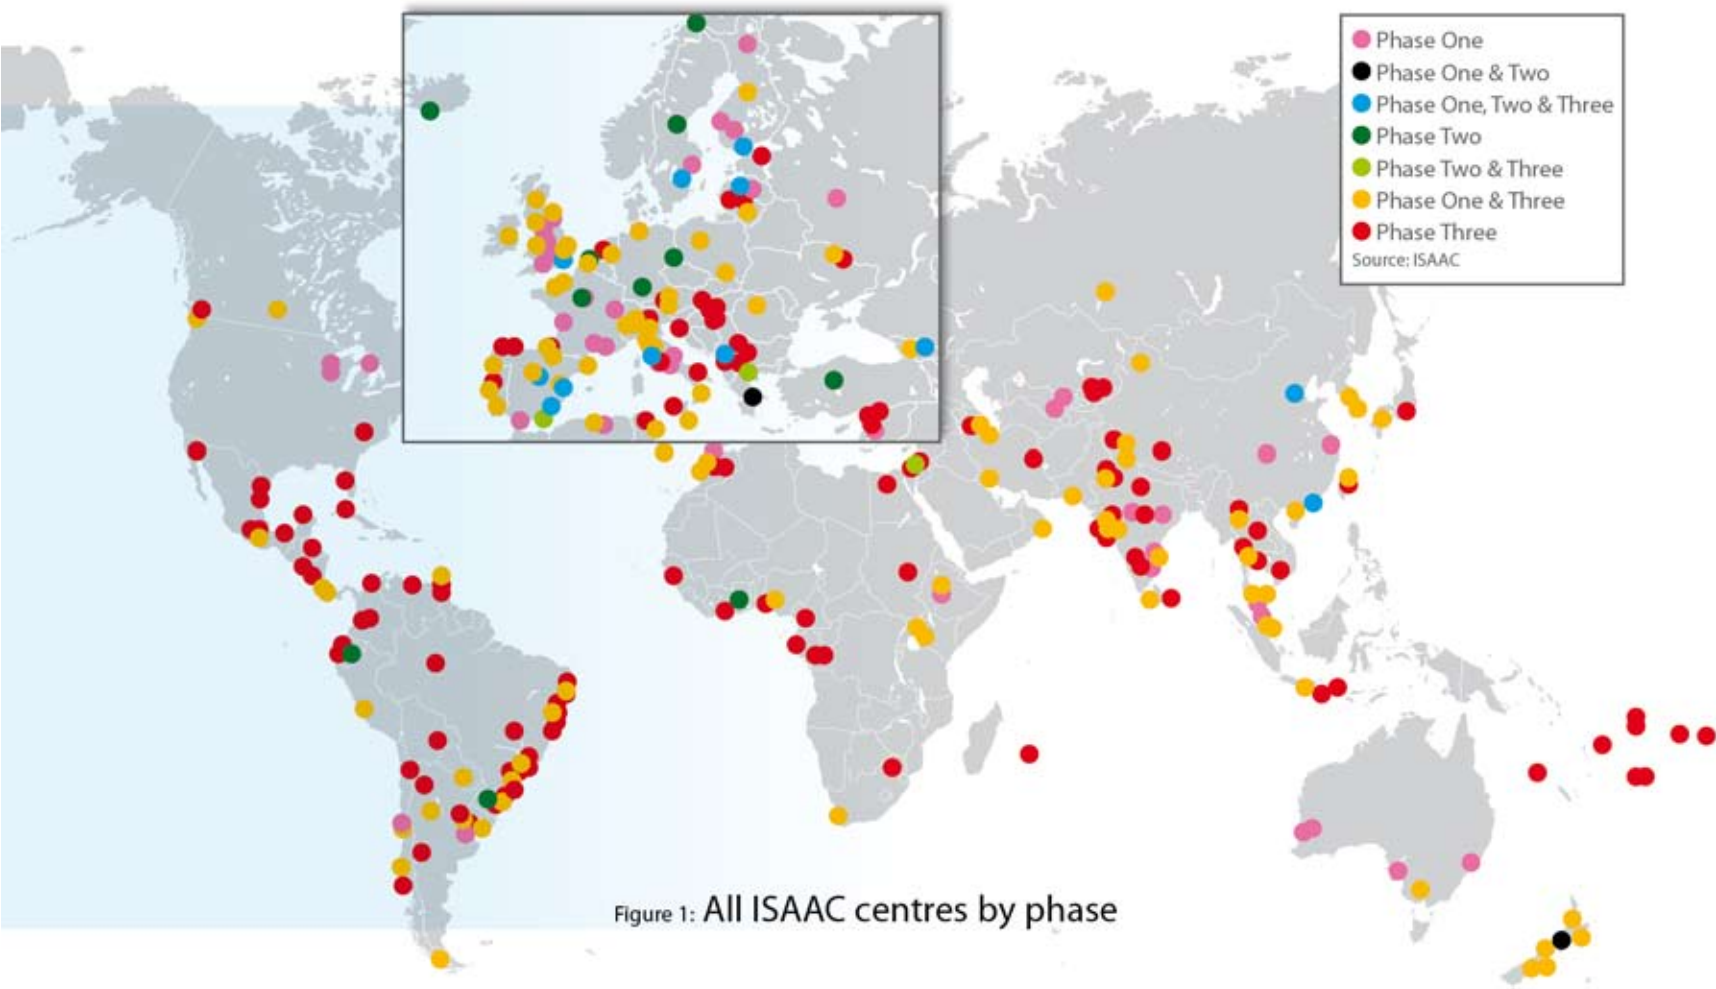 Phase One
Phase One & Two
Phase One, Two & Three
Phase Two
Phase Two & Three
Phase One & Three
Phase Three
Source: ISAAC
Figure 1: All ISAAC centres by phase